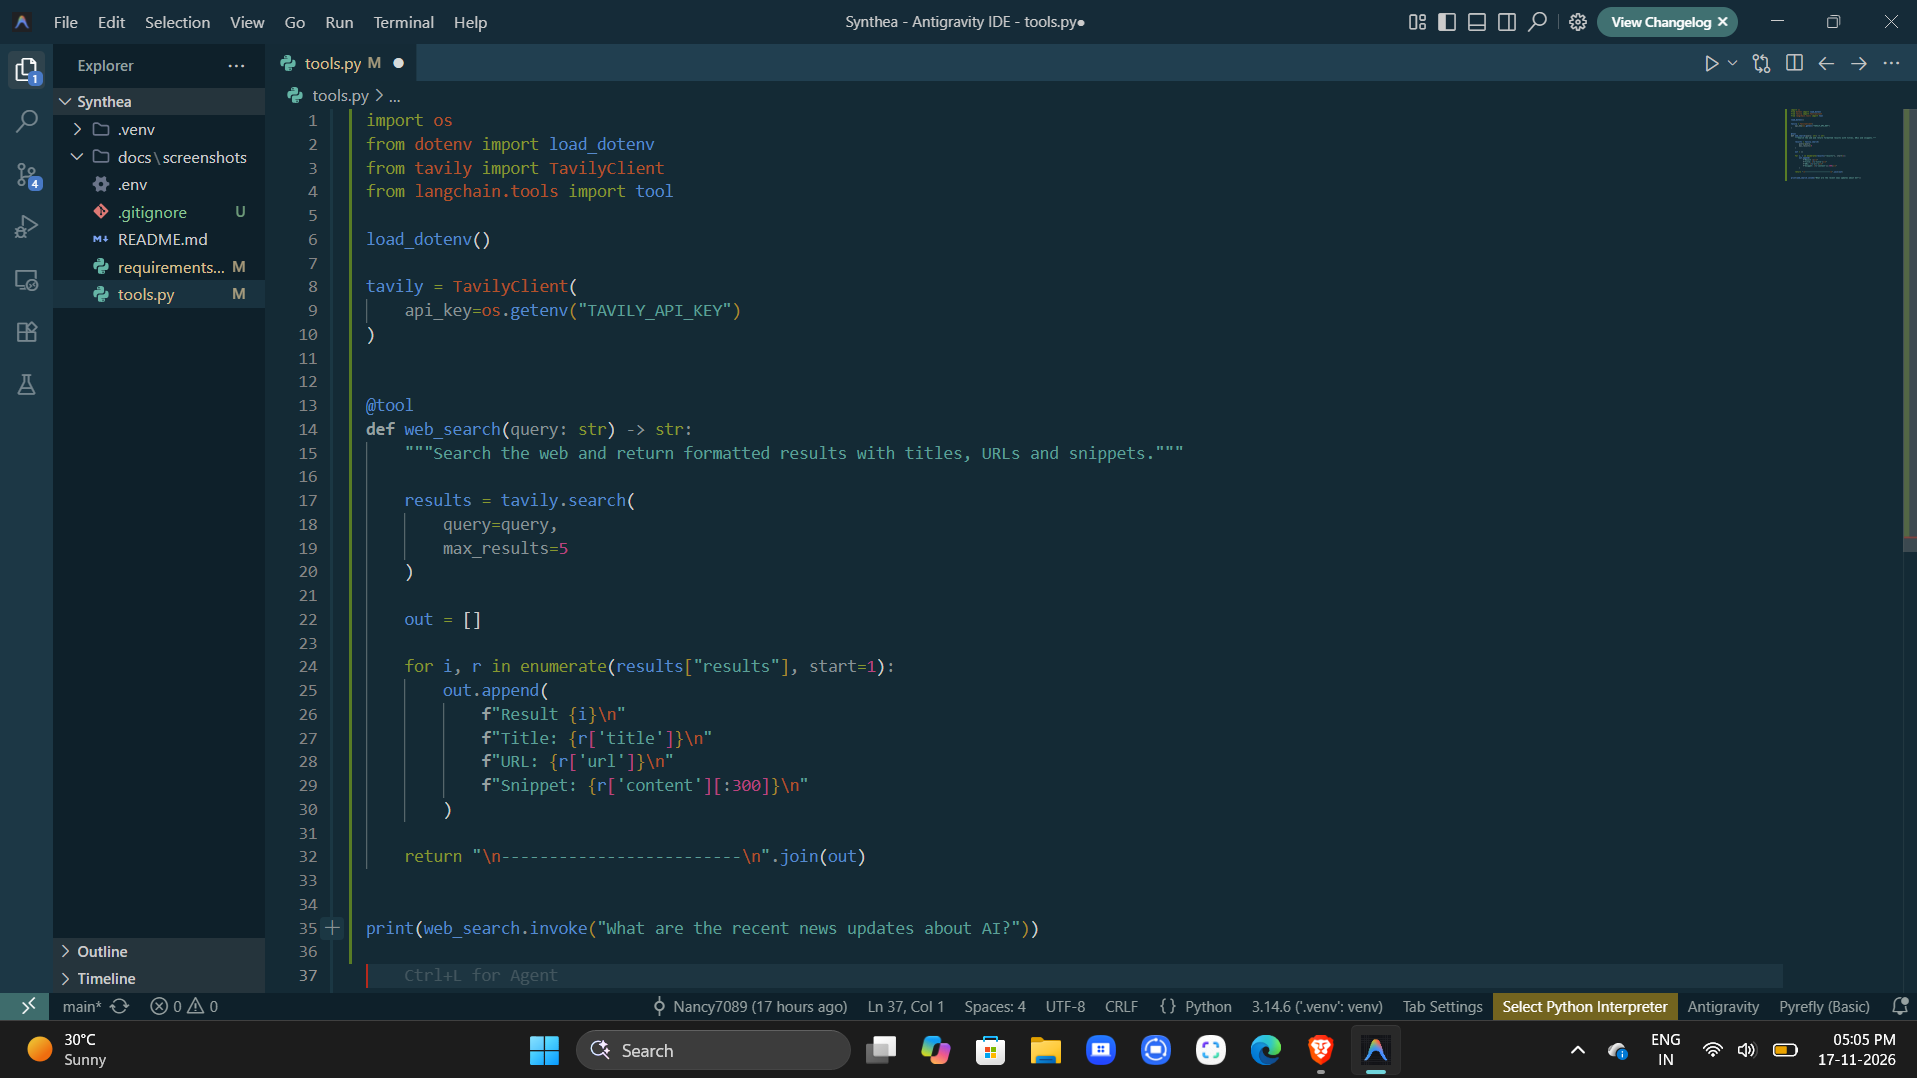 File Edit Selection View Go Run Terminal Help
Synthea - Antigravity IDE - tools.py●
View Changelog ×
Explorer ...
tools.py M ●
1
Synthea
tools.py > ...
.venv
docs\screenshots
.env
.gitignore U
README.md
requirements... M
tools.py M
4
1 import os
2 from dotenv import load_dotenv
3 from tavily import TavilyClient
4 from langchain.tools import tool
5
6 load_dotenv()
7
8 tavily = TavilyClient(
9     api_key=os.getenv("TAVILY_API_KEY")
10 )
11
12
13 @tool
14 def web_search(query: str) -> str:
15     """Search the web and return formatted results with titles, URLs and snippets."""
16
17     results = tavily.search(
18         query=query,
19         max_results=5
20     )
21
22     out = []
23
24     for i, r in enumerate(results["results"], start=1):
25         out.append(
26             f"Result {i}\n"
27             f"Title: {r['title']}\n"
28             f"URL: {r['url']}\n"
29             f"Snippet: {r['content'][:300]}\n"
30         )
31
32     return "\n-------------------------\n".join(out)
33
34
35 print(web_search.invoke("What are the recent news updates about AI?"))
36
37     Ctrl+L for Agent
Outline
Timeline
main* 0 0 Nancy7089 (17 hours ago) Ln 37, Col 1 Spaces: 4 UTF-8 CRLF {} Python 3.14.6 ('.venv': venv) Tab Settings Select Python Interpreter Antigravity Pyrefly (Basic)
30°C
Sunny
Search
ENG
IN
05:05 PM
17-11-2026